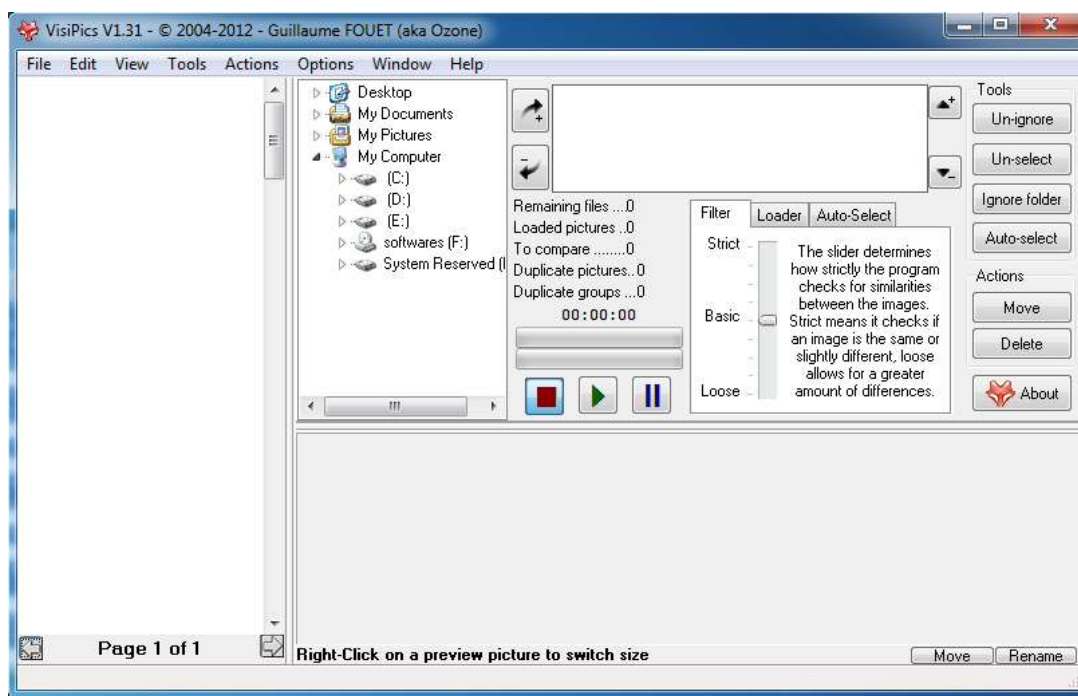 VisiPics V1.31 - © 2004-2012 - Guillaume FOUET (aka Ozone)
File Edit View Tools Actions Options Window Help
Desktop
My Documents
My Pictures
My Computer
(C:)
(D:)
(E:)
softwares (F:)
System Reserved (
Remaining files ...0
Loaded pictures ..0
To compare ........0
Duplicate pictures..0
Duplicate groups ...0
00:00:00
Filter Loader Auto-Select
Strict
Basic
Loose
The slider determines
how strictly the program
checks for similarities
between the images.
Strict means it checks if
an image is the same or
slightly different, loose
allows for a greater
amount of differences.
Tools
Un-ignore
Un-select
Ignore folder
Auto-select
Actions
Move
Delete
About
Page 1 of 1
Right-Click on a preview picture to switch size
Move Rename